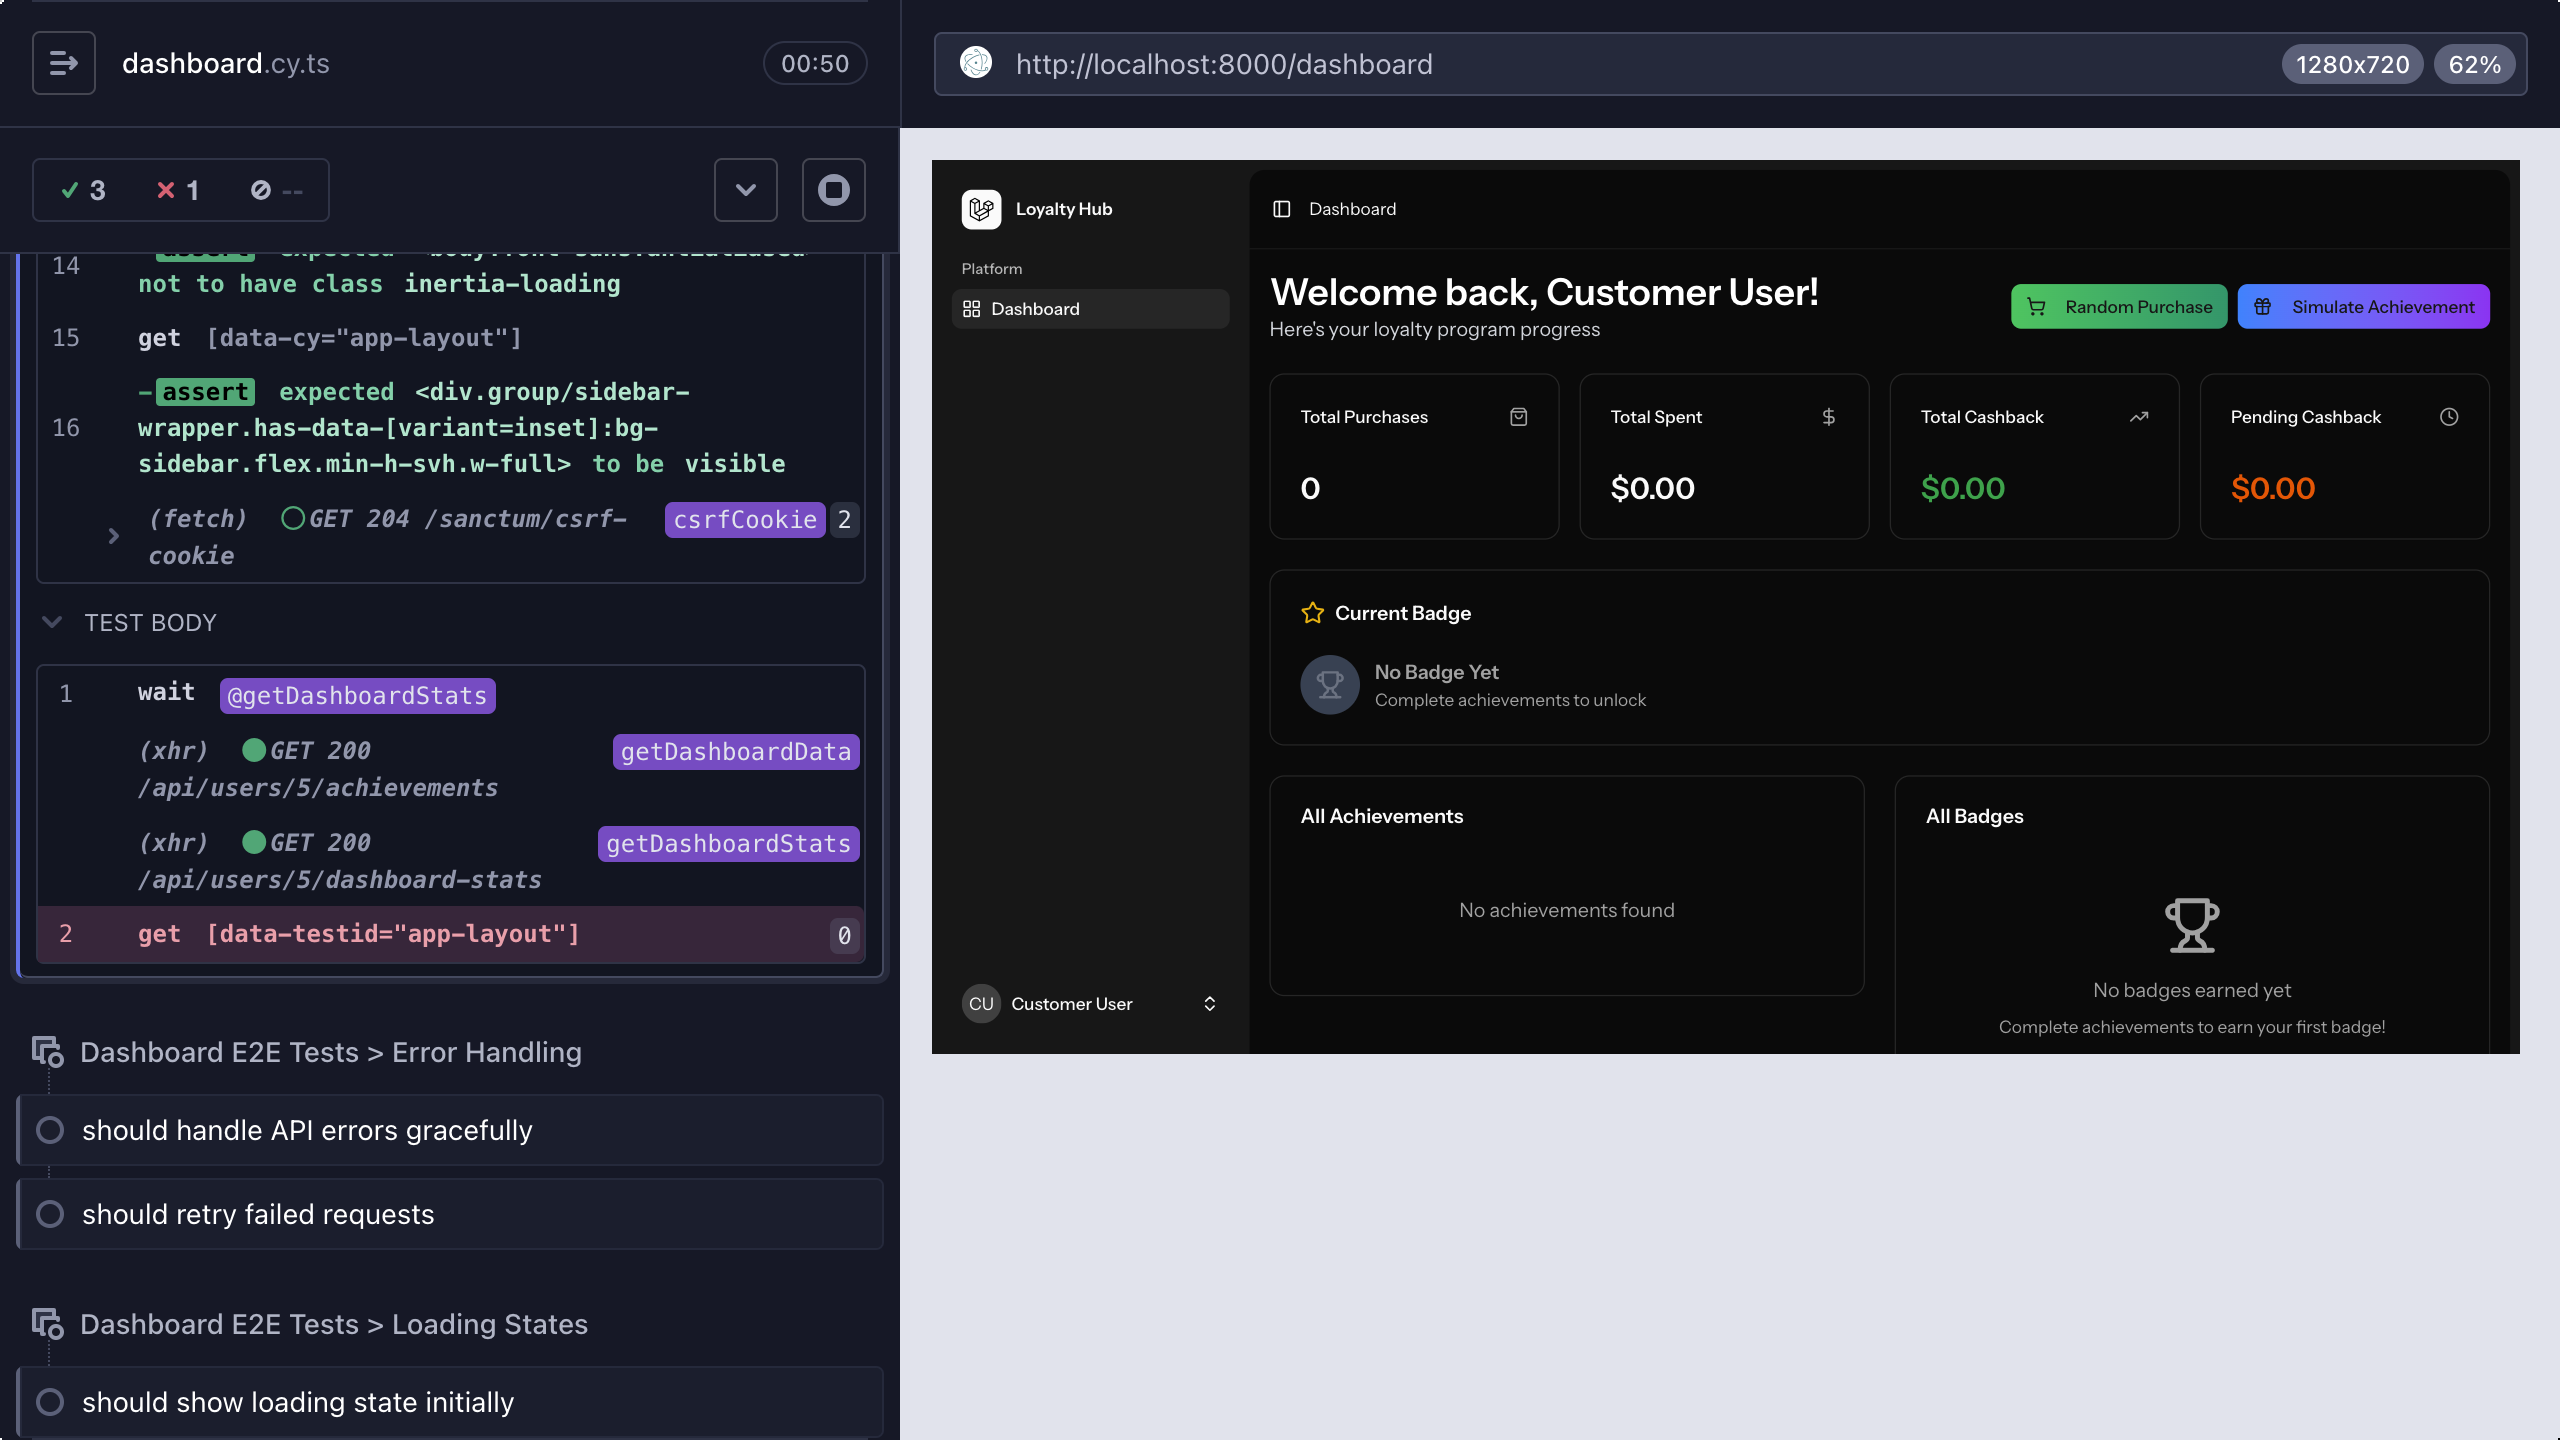 dashboard.cy.ts
00:50
3
1
--
14
not to have class inertia-loading
15
get [data-cy="app-layout"]
-assert expected <div.group/sidebar-
16
wrapper.has-data-[variant=inset]:bg-
sidebar.flex.min-h-svh.w-full> to be visible
(fetch) GET 204 /sanctum/csrf-
cookie
csrfCookie
2
TEST BODY
1
wait @getDashboardStats
(xhr) GET 200
getDashboardData
/api/users/5/achievements
(xhr) GET 200
getDashboardStats
/api/users/5/dashboard-stats
2
get [data-testid="app-layout"]
0
Dashboard E2E Tests > Error Handling
should handle API errors gracefully
should retry failed requests
Dashboard E2E Tests > Loading States
should show loading state initially
http://localhost:8000/dashboard
1280x720
62%
Loyalty Hub
Platform
Dashboard
CU
Customer User
Dashboard
Welcome back, Customer User!
Here's your loyalty program progress
Random Purchase
Simulate Achievement
Total Purchases
0
Total Spent
$0.00
Total Cashback
$0.00
Pending Cashback
$0.00
Current Badge
No Badge Yet
Complete achievements to unlock
All Achievements
No achievements found
All Badges
No badges earned yet
Complete achievements to earn your first badge!